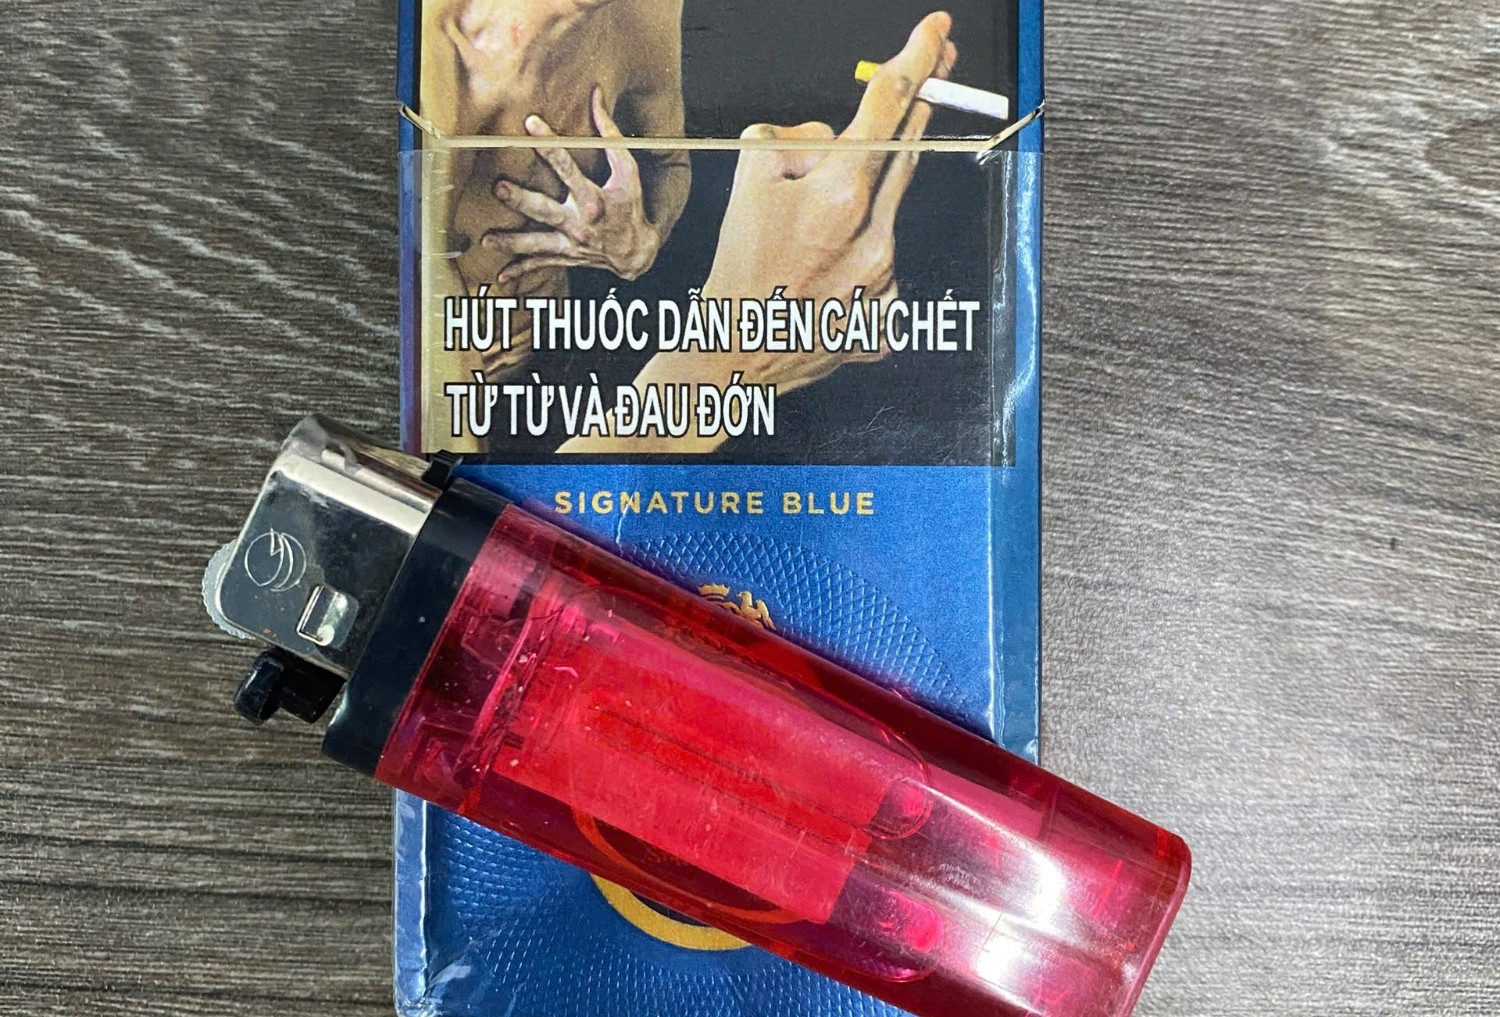 HÚT THUỐC DẪN ĐẾN CÁI CHẾT
TỪ TỪ VÀ ĐAU ĐỚN
SIGNATURE BLUE